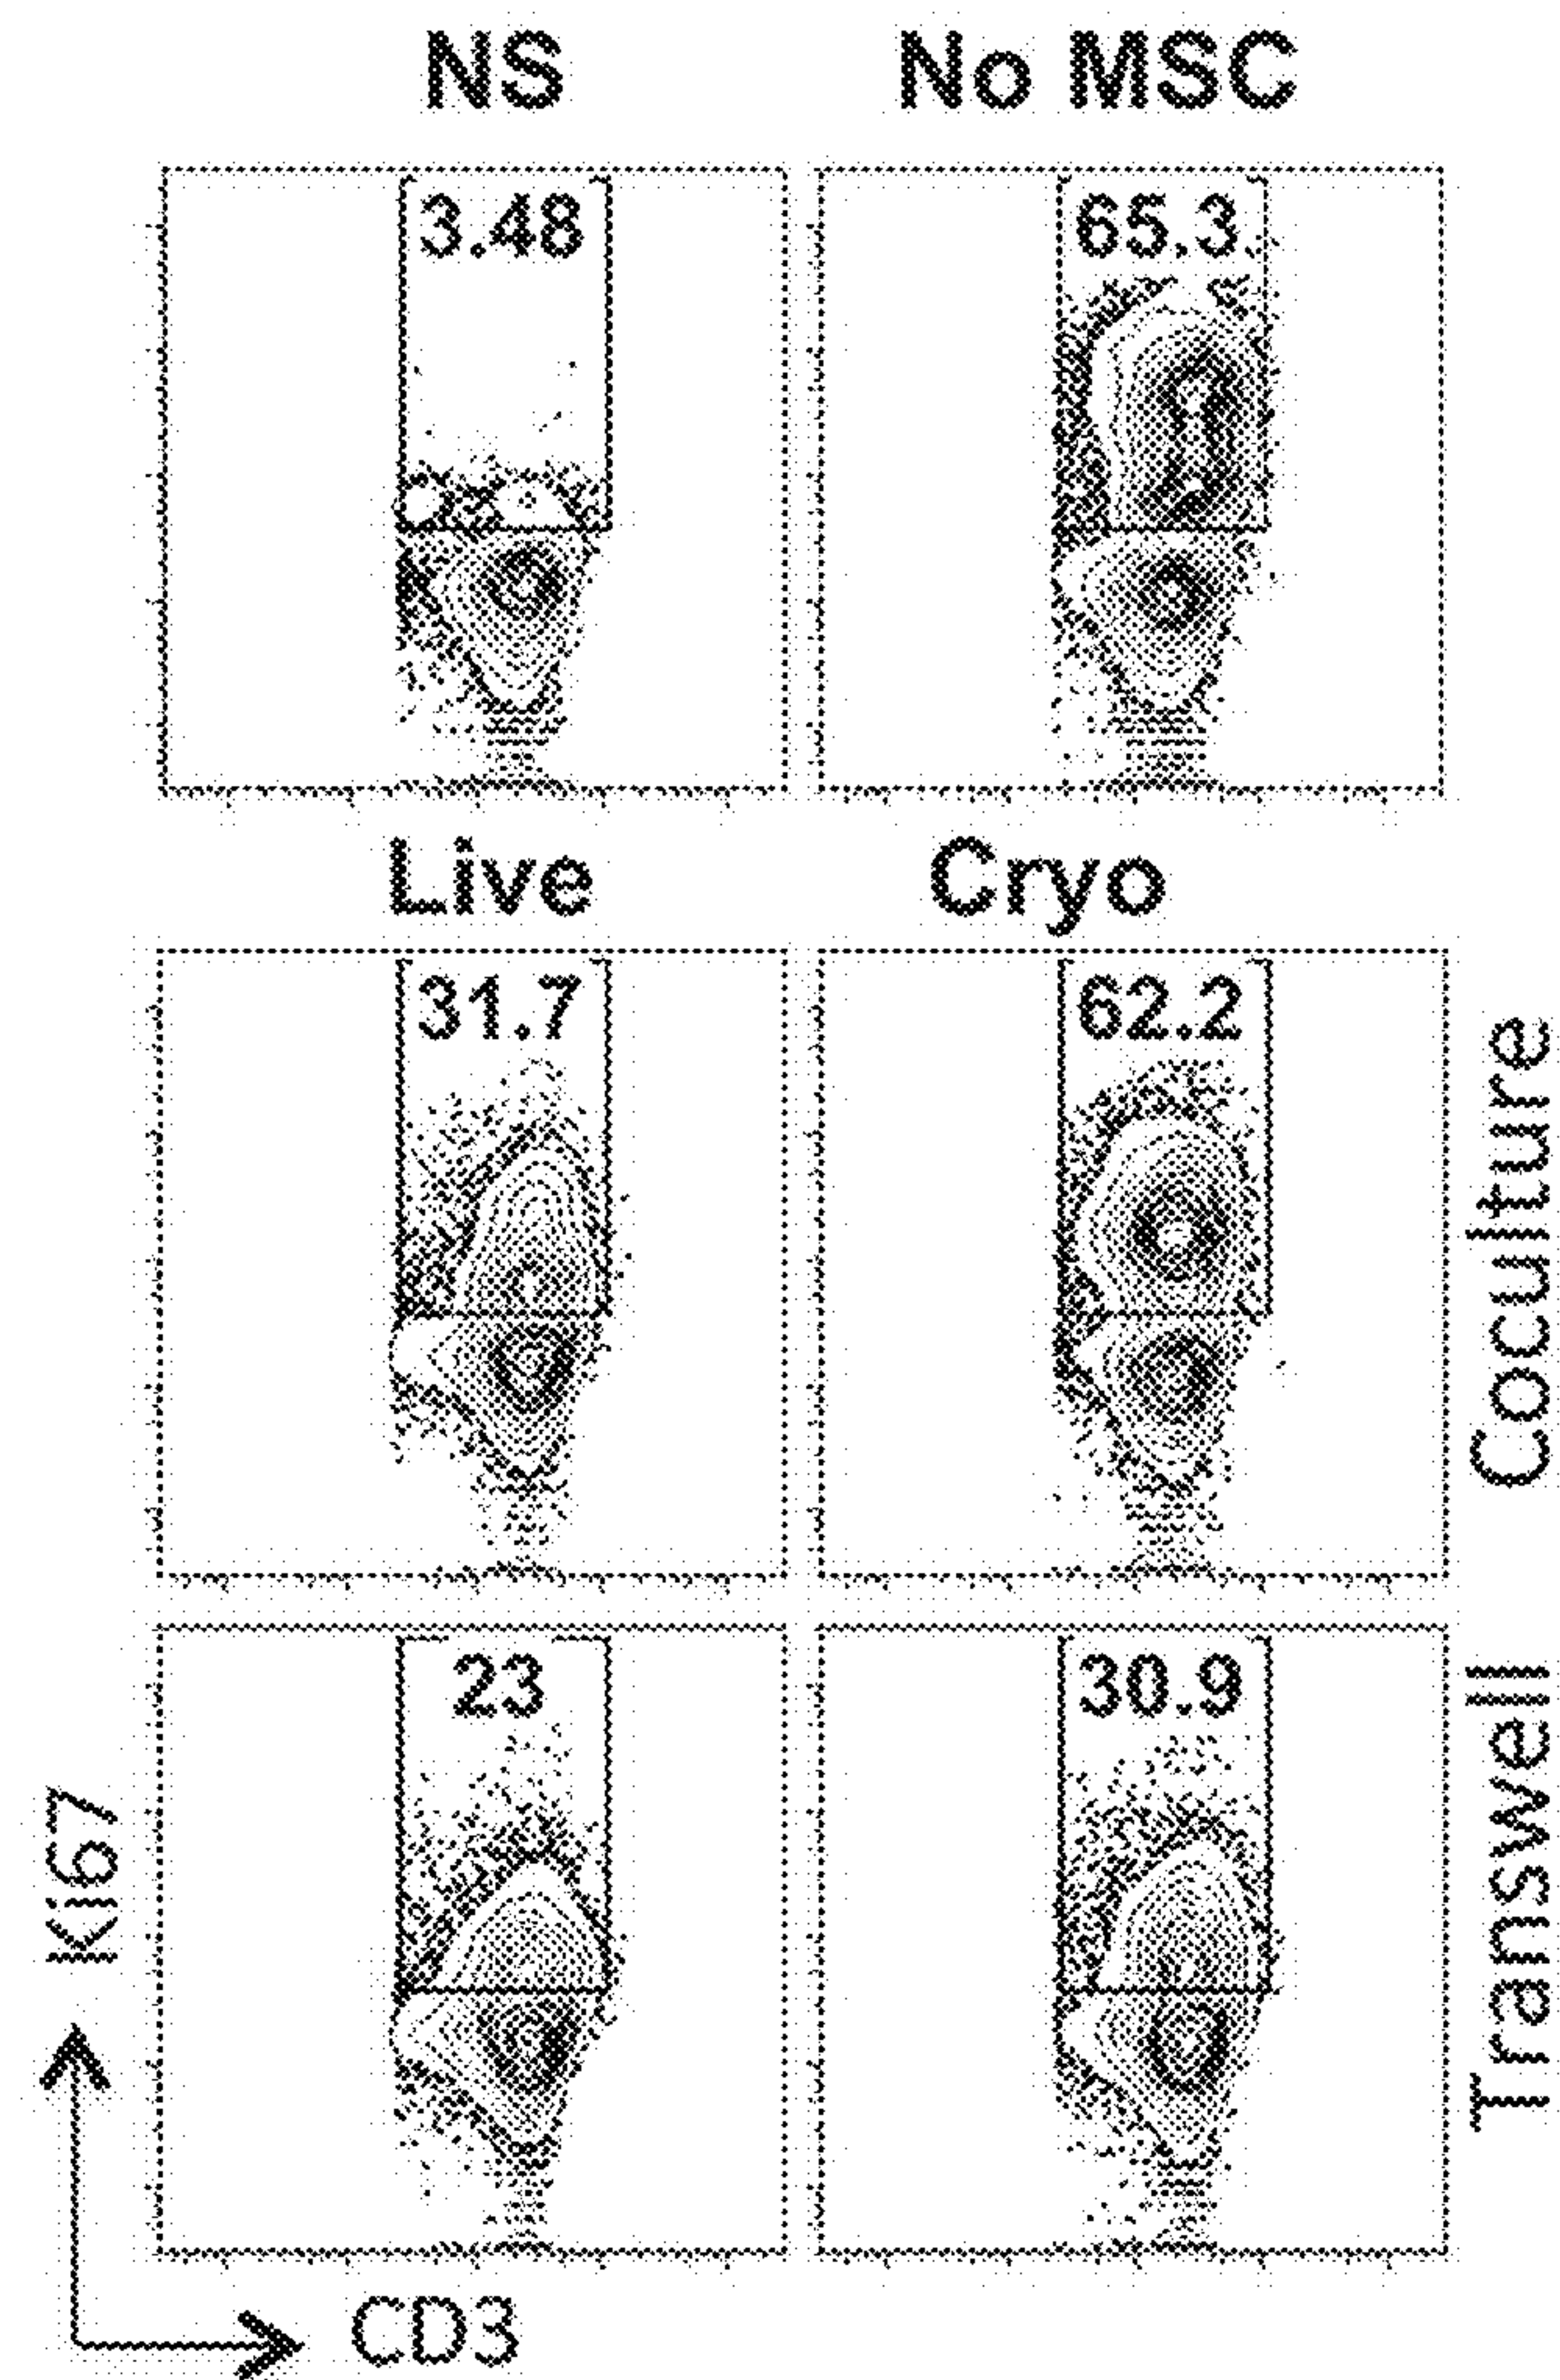 NS No MSC
3.48 65.3
Live Cryo
31.7 62.2
Coculture
23 30.9
Transwell
Ki67
CD3